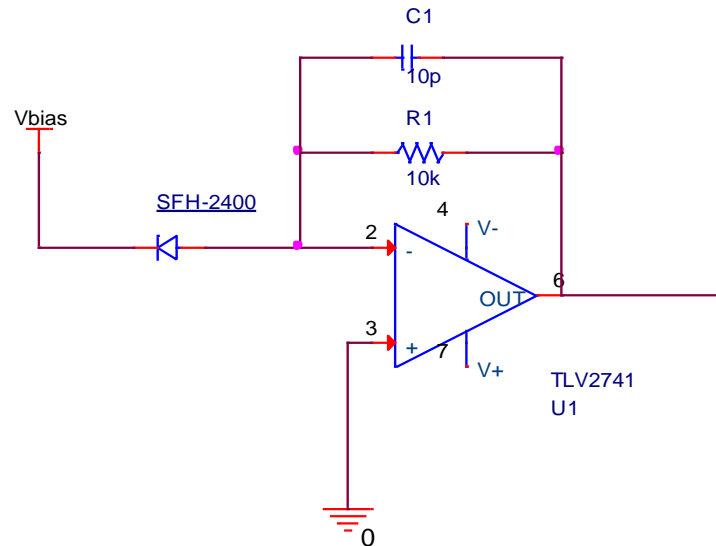 C1
10p
Vbias
R1
10k
SFH-2400
4
V-
2
-
6
OUT
3
+
7
V+
TLV2741
U1
0